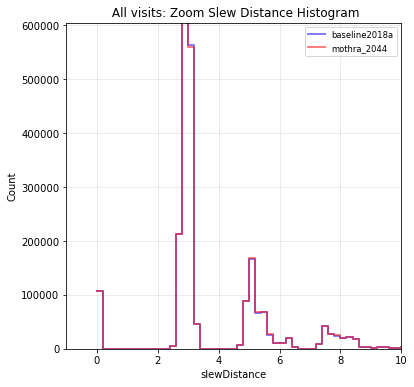 All visits: Zoom Slew Distance Histogram
baseline2018a
mothra_2044
600000
500000
400000
300000
200000
100000
0
Count
0 2 4 6 8 10
slewDistance